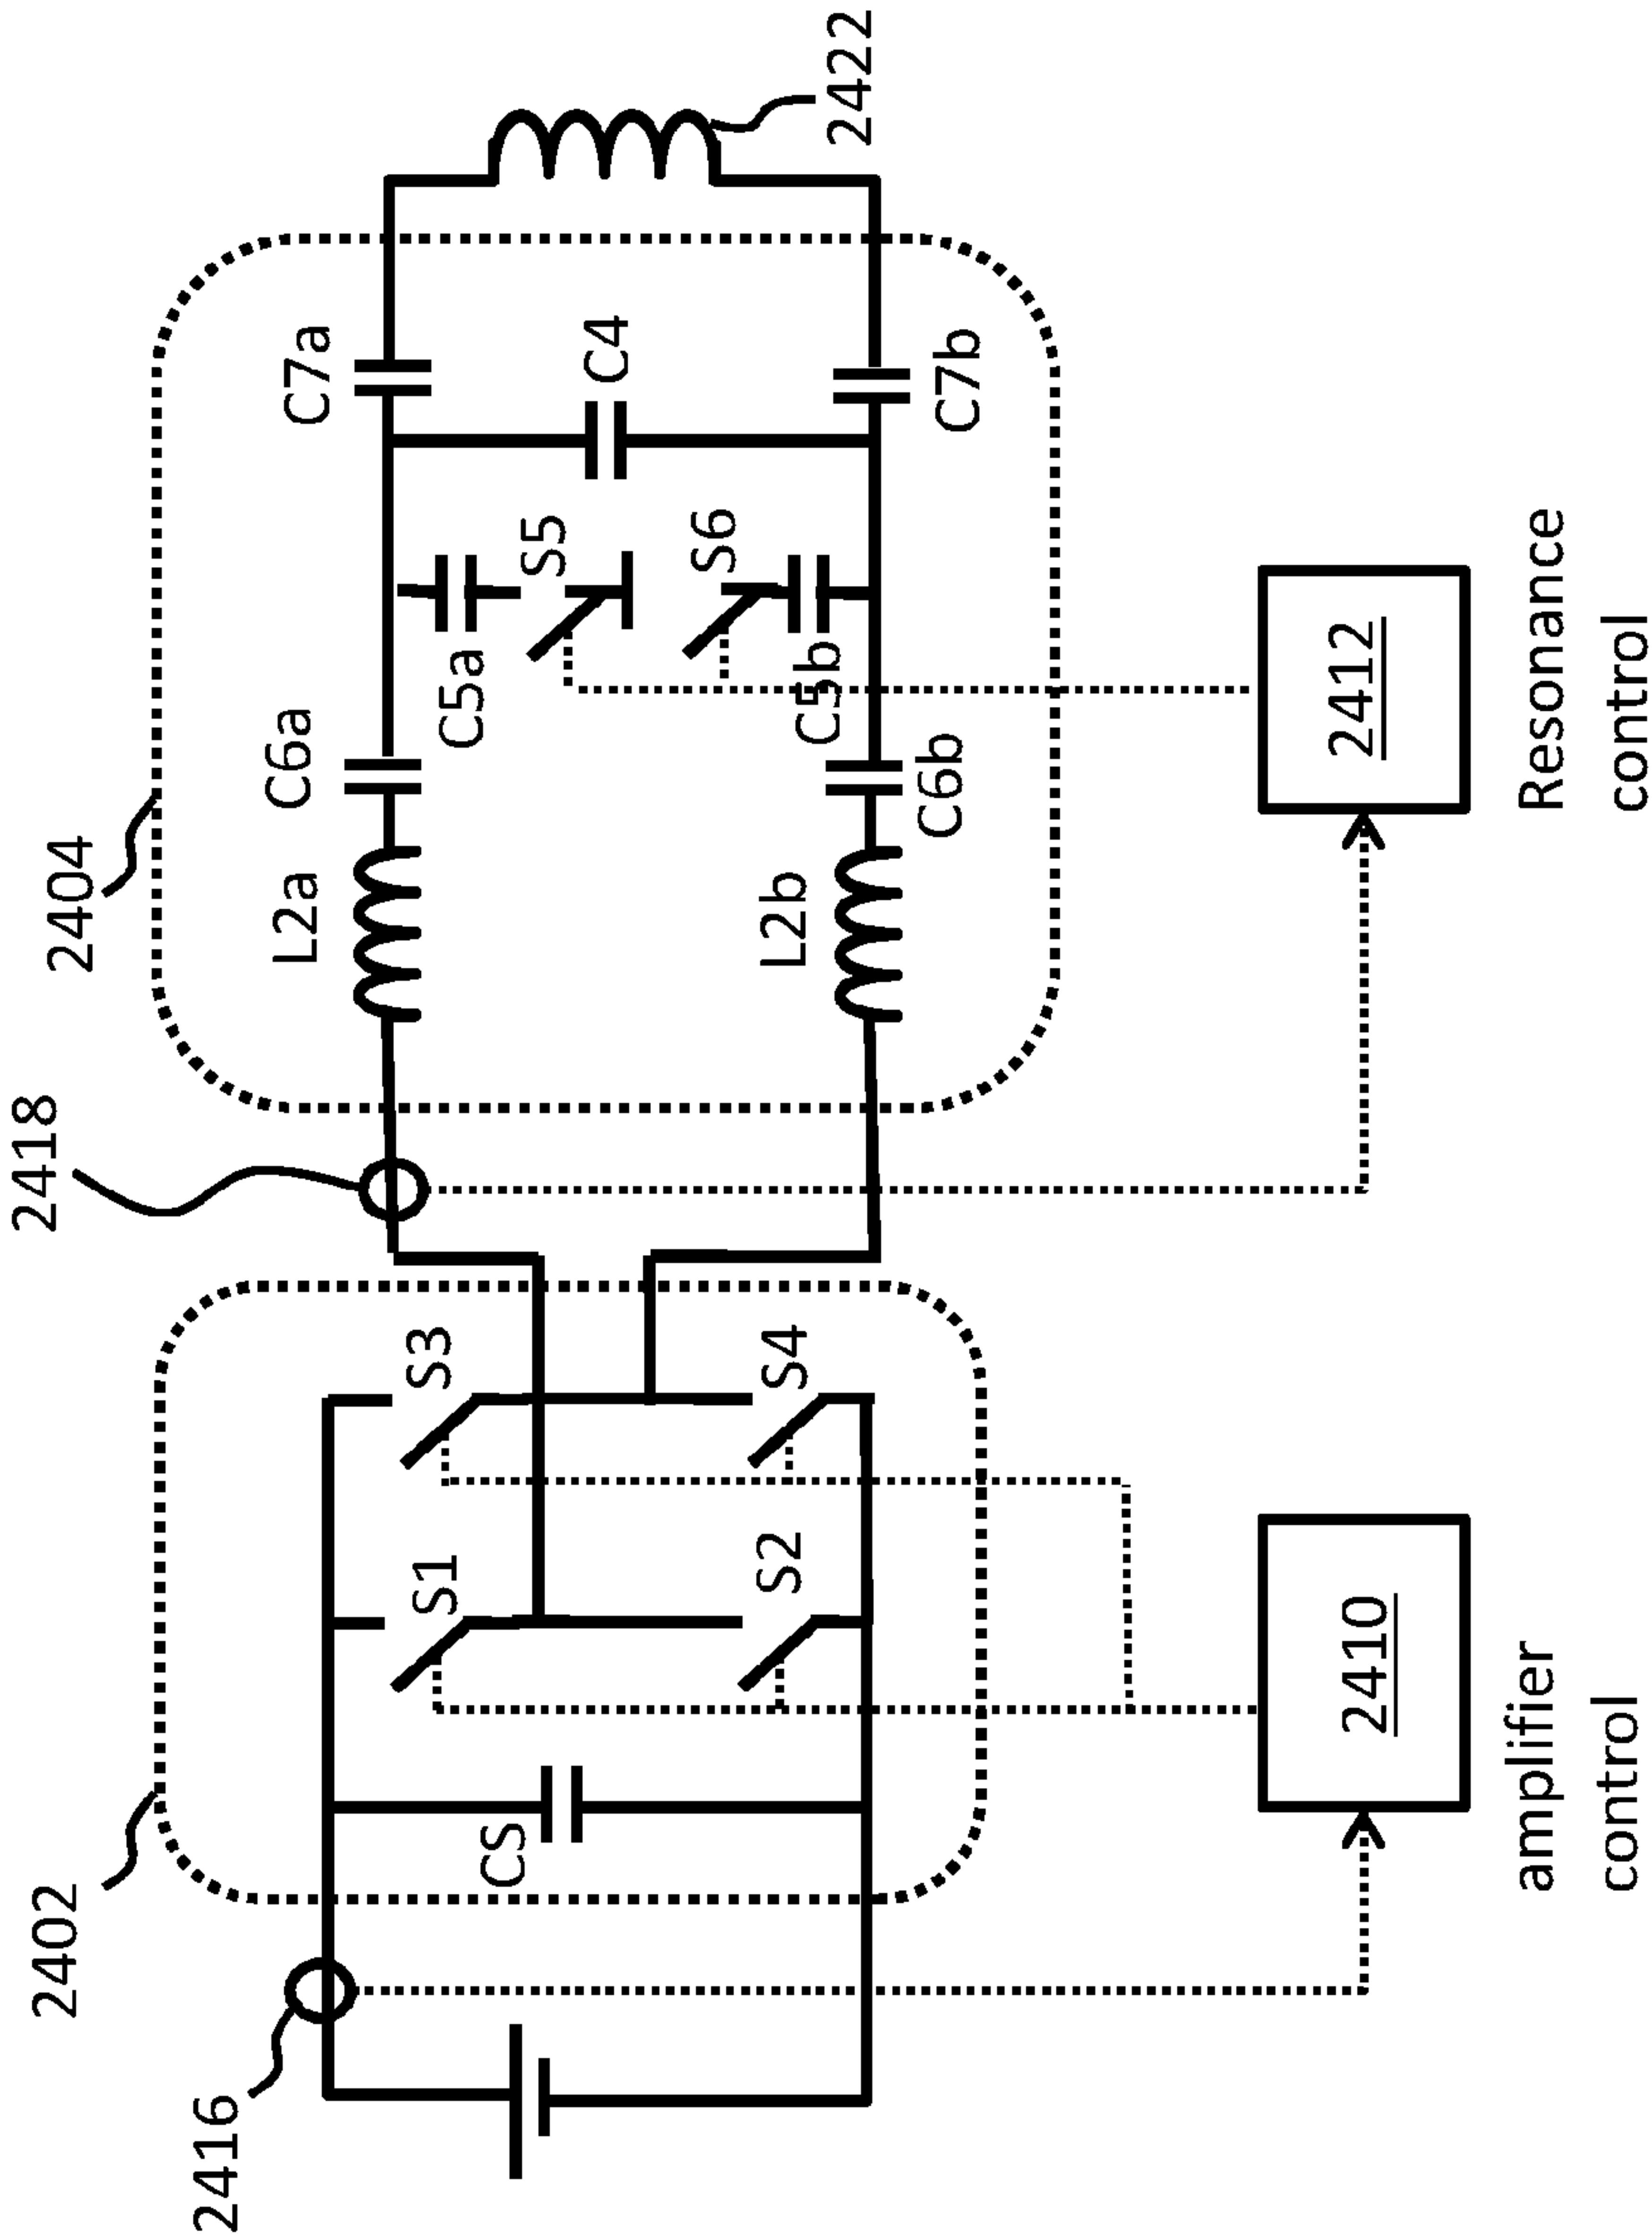 2404
2418
2402
2416
C7a
C6a
L2a
C4
S5
C5a
S3
S1
CS
S6
C5b
S4
S2
L2b
C7b
C6b
2422
2412
Resonance
control
2410
amplifier
control